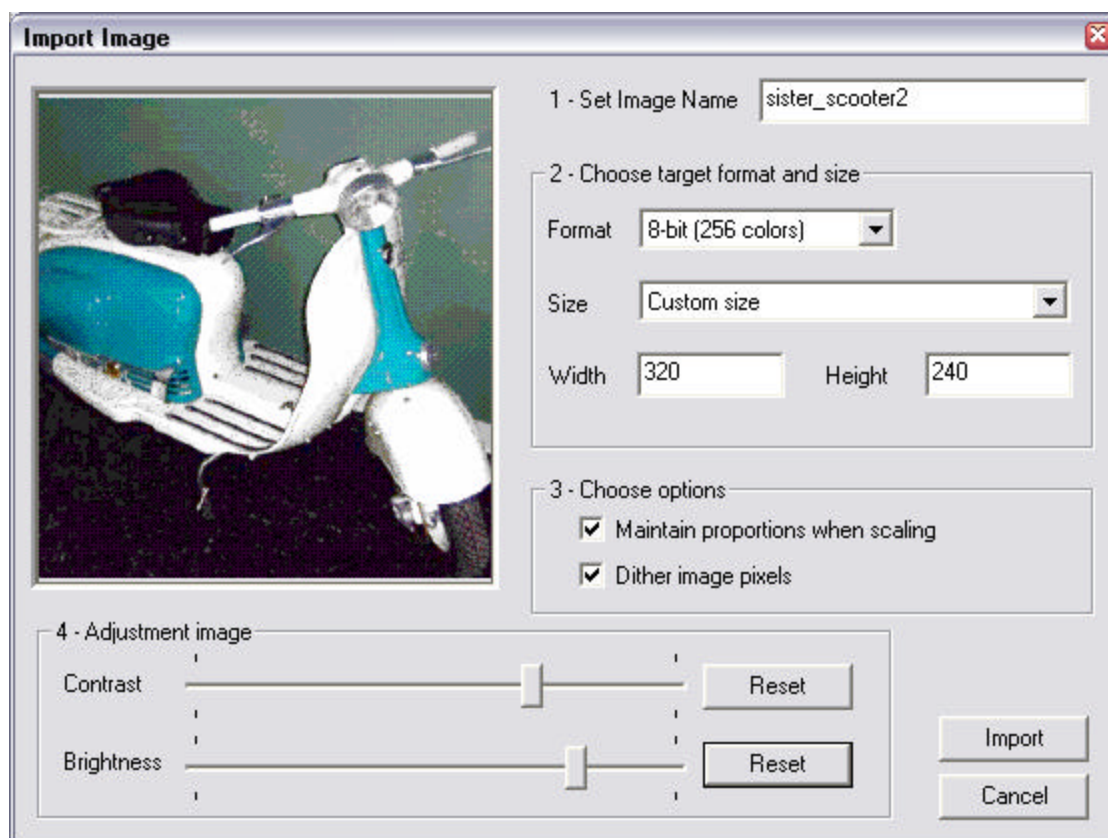 Import Image
1 - Set Image Name sister_scooter2
2 - Choose target format and size
Format 8-bit (256 colors)
Size Custom size
Width 320 Height 240
3 - Choose options
Maintain proportions when scaling
Dither image pixels
4 - Adjustment image
Contrast Reset
Brightness Reset
Import
Cancel